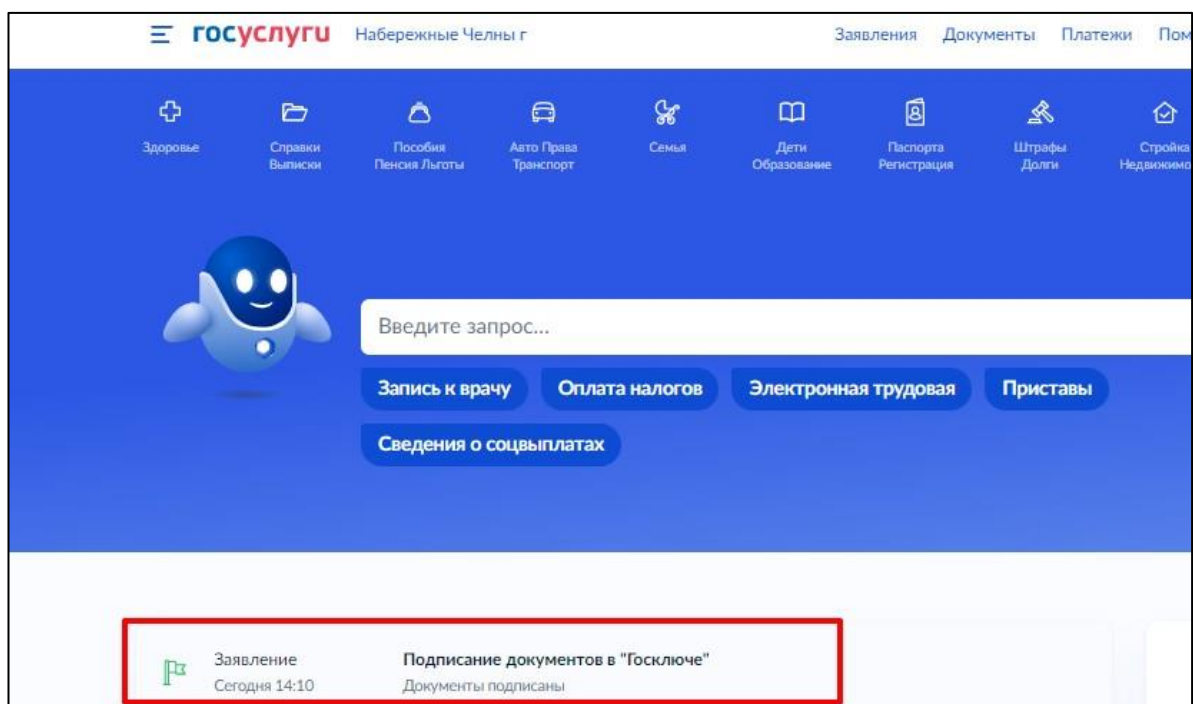 госуслуги Набережные Челны г Заявления Документы Платежи Пом
Здоровье Справки Пособия Авто Права Семья Дети Паспорта Штрафы Стройка
Выписки Пенсия Льготы Транспорт Образование Регистрация Долги Недвижимо
Введите запрос...
Запись к врачу Оплата налогов Электронная трудовая Приставы
Сведения о соцвыплатах
Заявление Подписание документов в "Госключе"
Сегодня 14:10 Документы подписаны